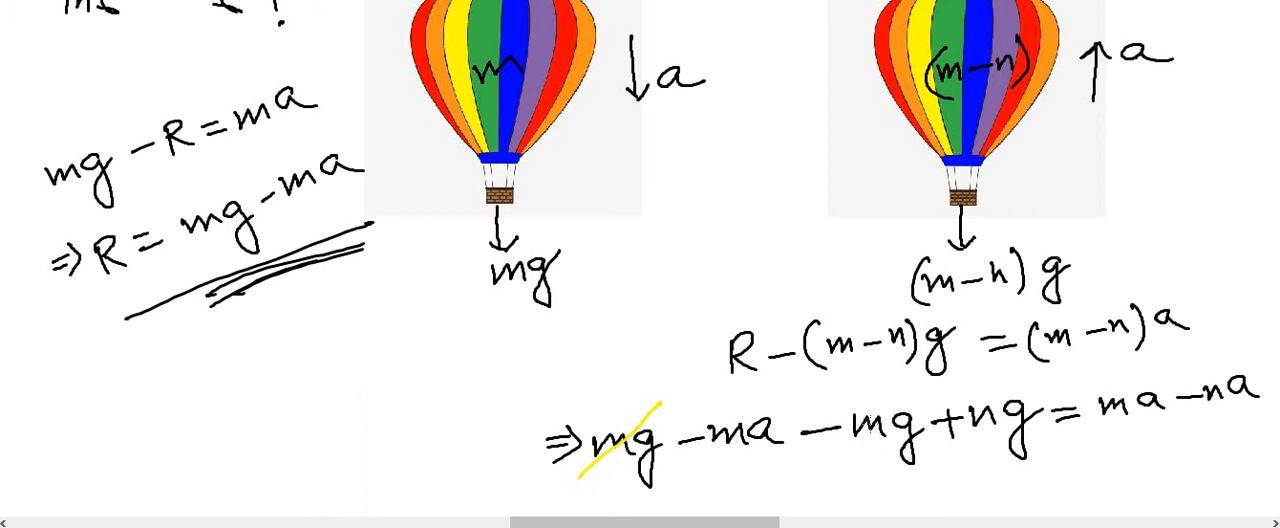 m
↓a
(m-n)
↑a
mg - R = ma
⇒ R = mg - ma
mg
(m-n) g
R - (m-n)g = (m-n)a
⇒ mg - ma - mg + ng = ma - na